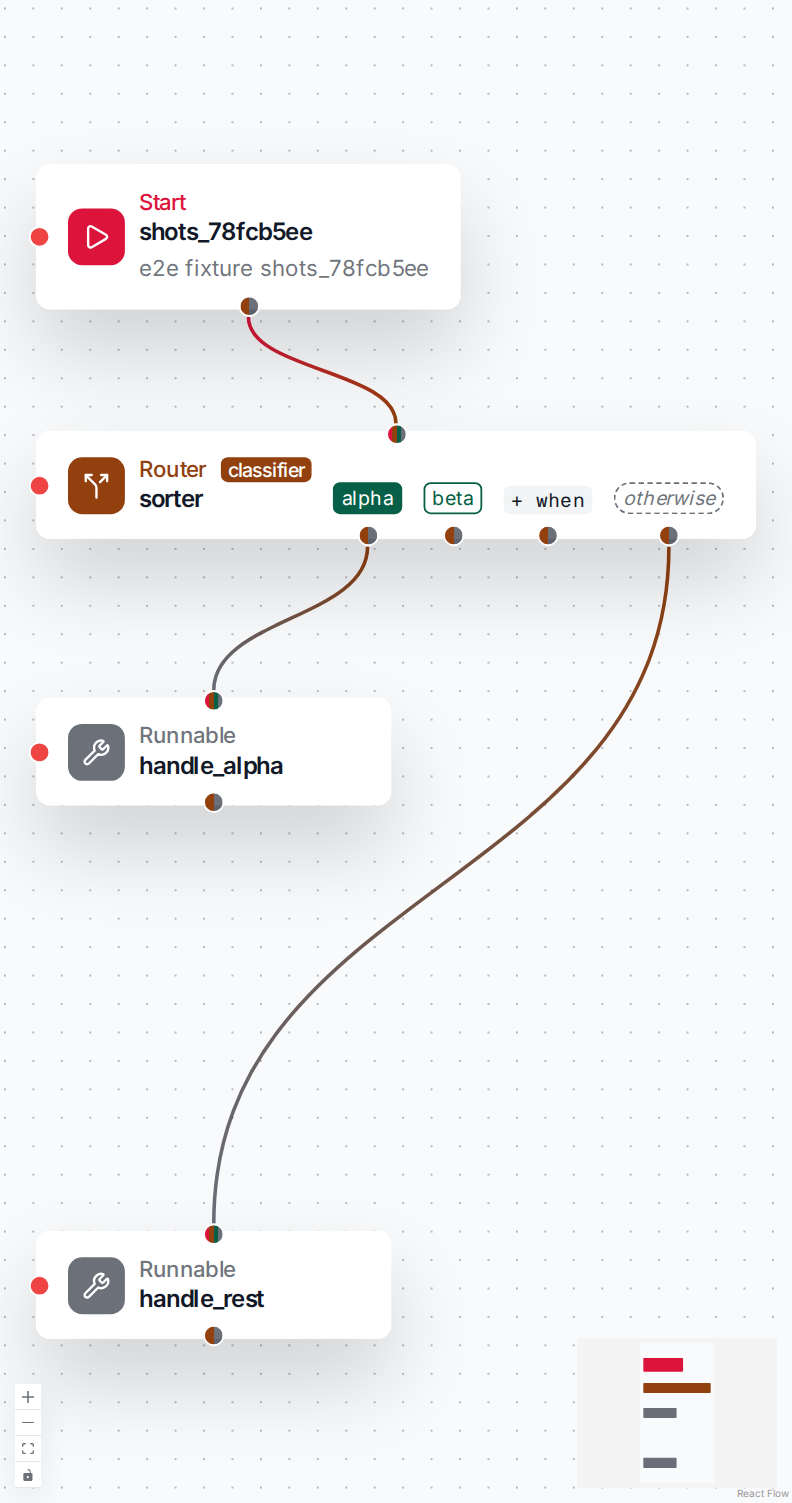 Start
shots_78fcb5ee
e2e fixture shots_78fcb5ee
Router classifier
sorter
alpha beta + when otherwise
Runnable
handle_alpha
Runnable
handle_rest
React Flow